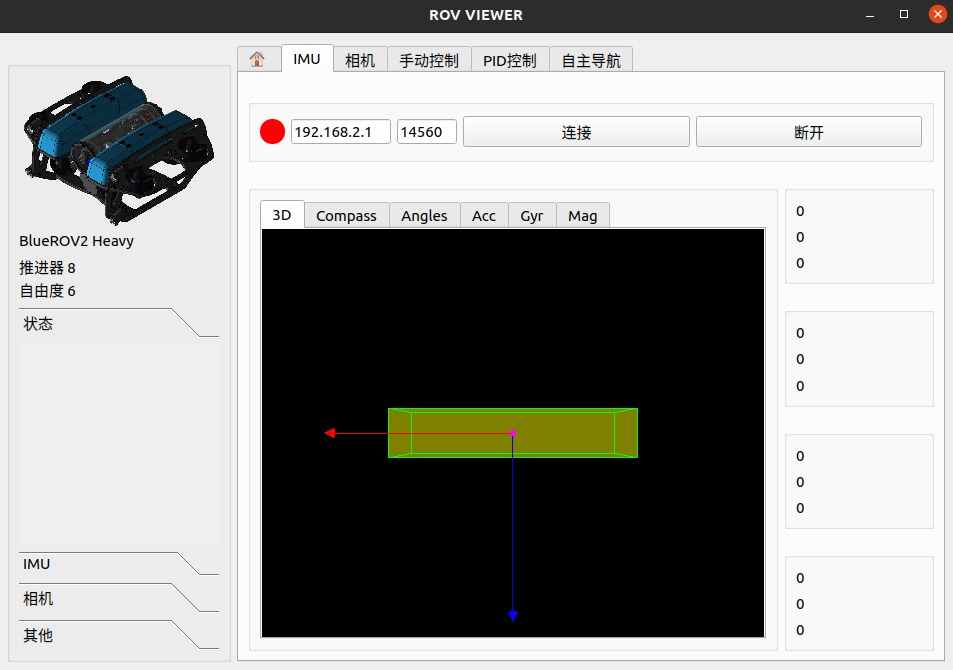 ROV VIEWER
IMU 相机 手动控制 PID控制 自主导航
192.168.2.1 14560 连接 断开
BlueROV2 Heavy
推进器 8
自由度 6
状态
IMU
相机
其他
3D Compass Angles Acc Gyr Mag
0
0
0
0
0
0
0
0
0
0
0
0